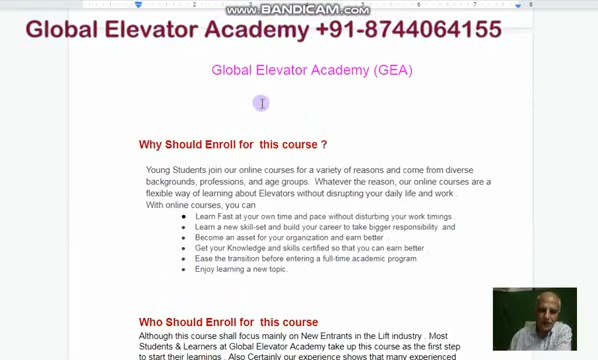 www.BANDICAM.com
Global Elevator Academy +91-8744064155
Global Elevator Academy (GEA)
Why Should Enroll for this course ?
Young Students join our online courses for a variety of reasons and come from diverse
backgrounds, professions, and age groups. Whatever the reason, our online courses are a
flexible way of learning about Elevators without disrupting your daily life and work .
With online courses, you can
● Learn Fast at your own time and pace without disturbing your work timings .
● Learn a new skill-set and build your career to take bigger responsibility and
● Become an asset for your organization and earn better
● Get your Knowledge and skills certified so that you can earn better
● Ease the transition before entering a full-time academic program.
● Enjoy learning a new topic.
Who Should Enroll for this course
Although this course shall focus mainly on New Entrants in the Lift industry . Most
Students & Learners at Global Elevator Academy take up this course as the first step
to start their learnings . Also Certainly our experience shows that many experienced